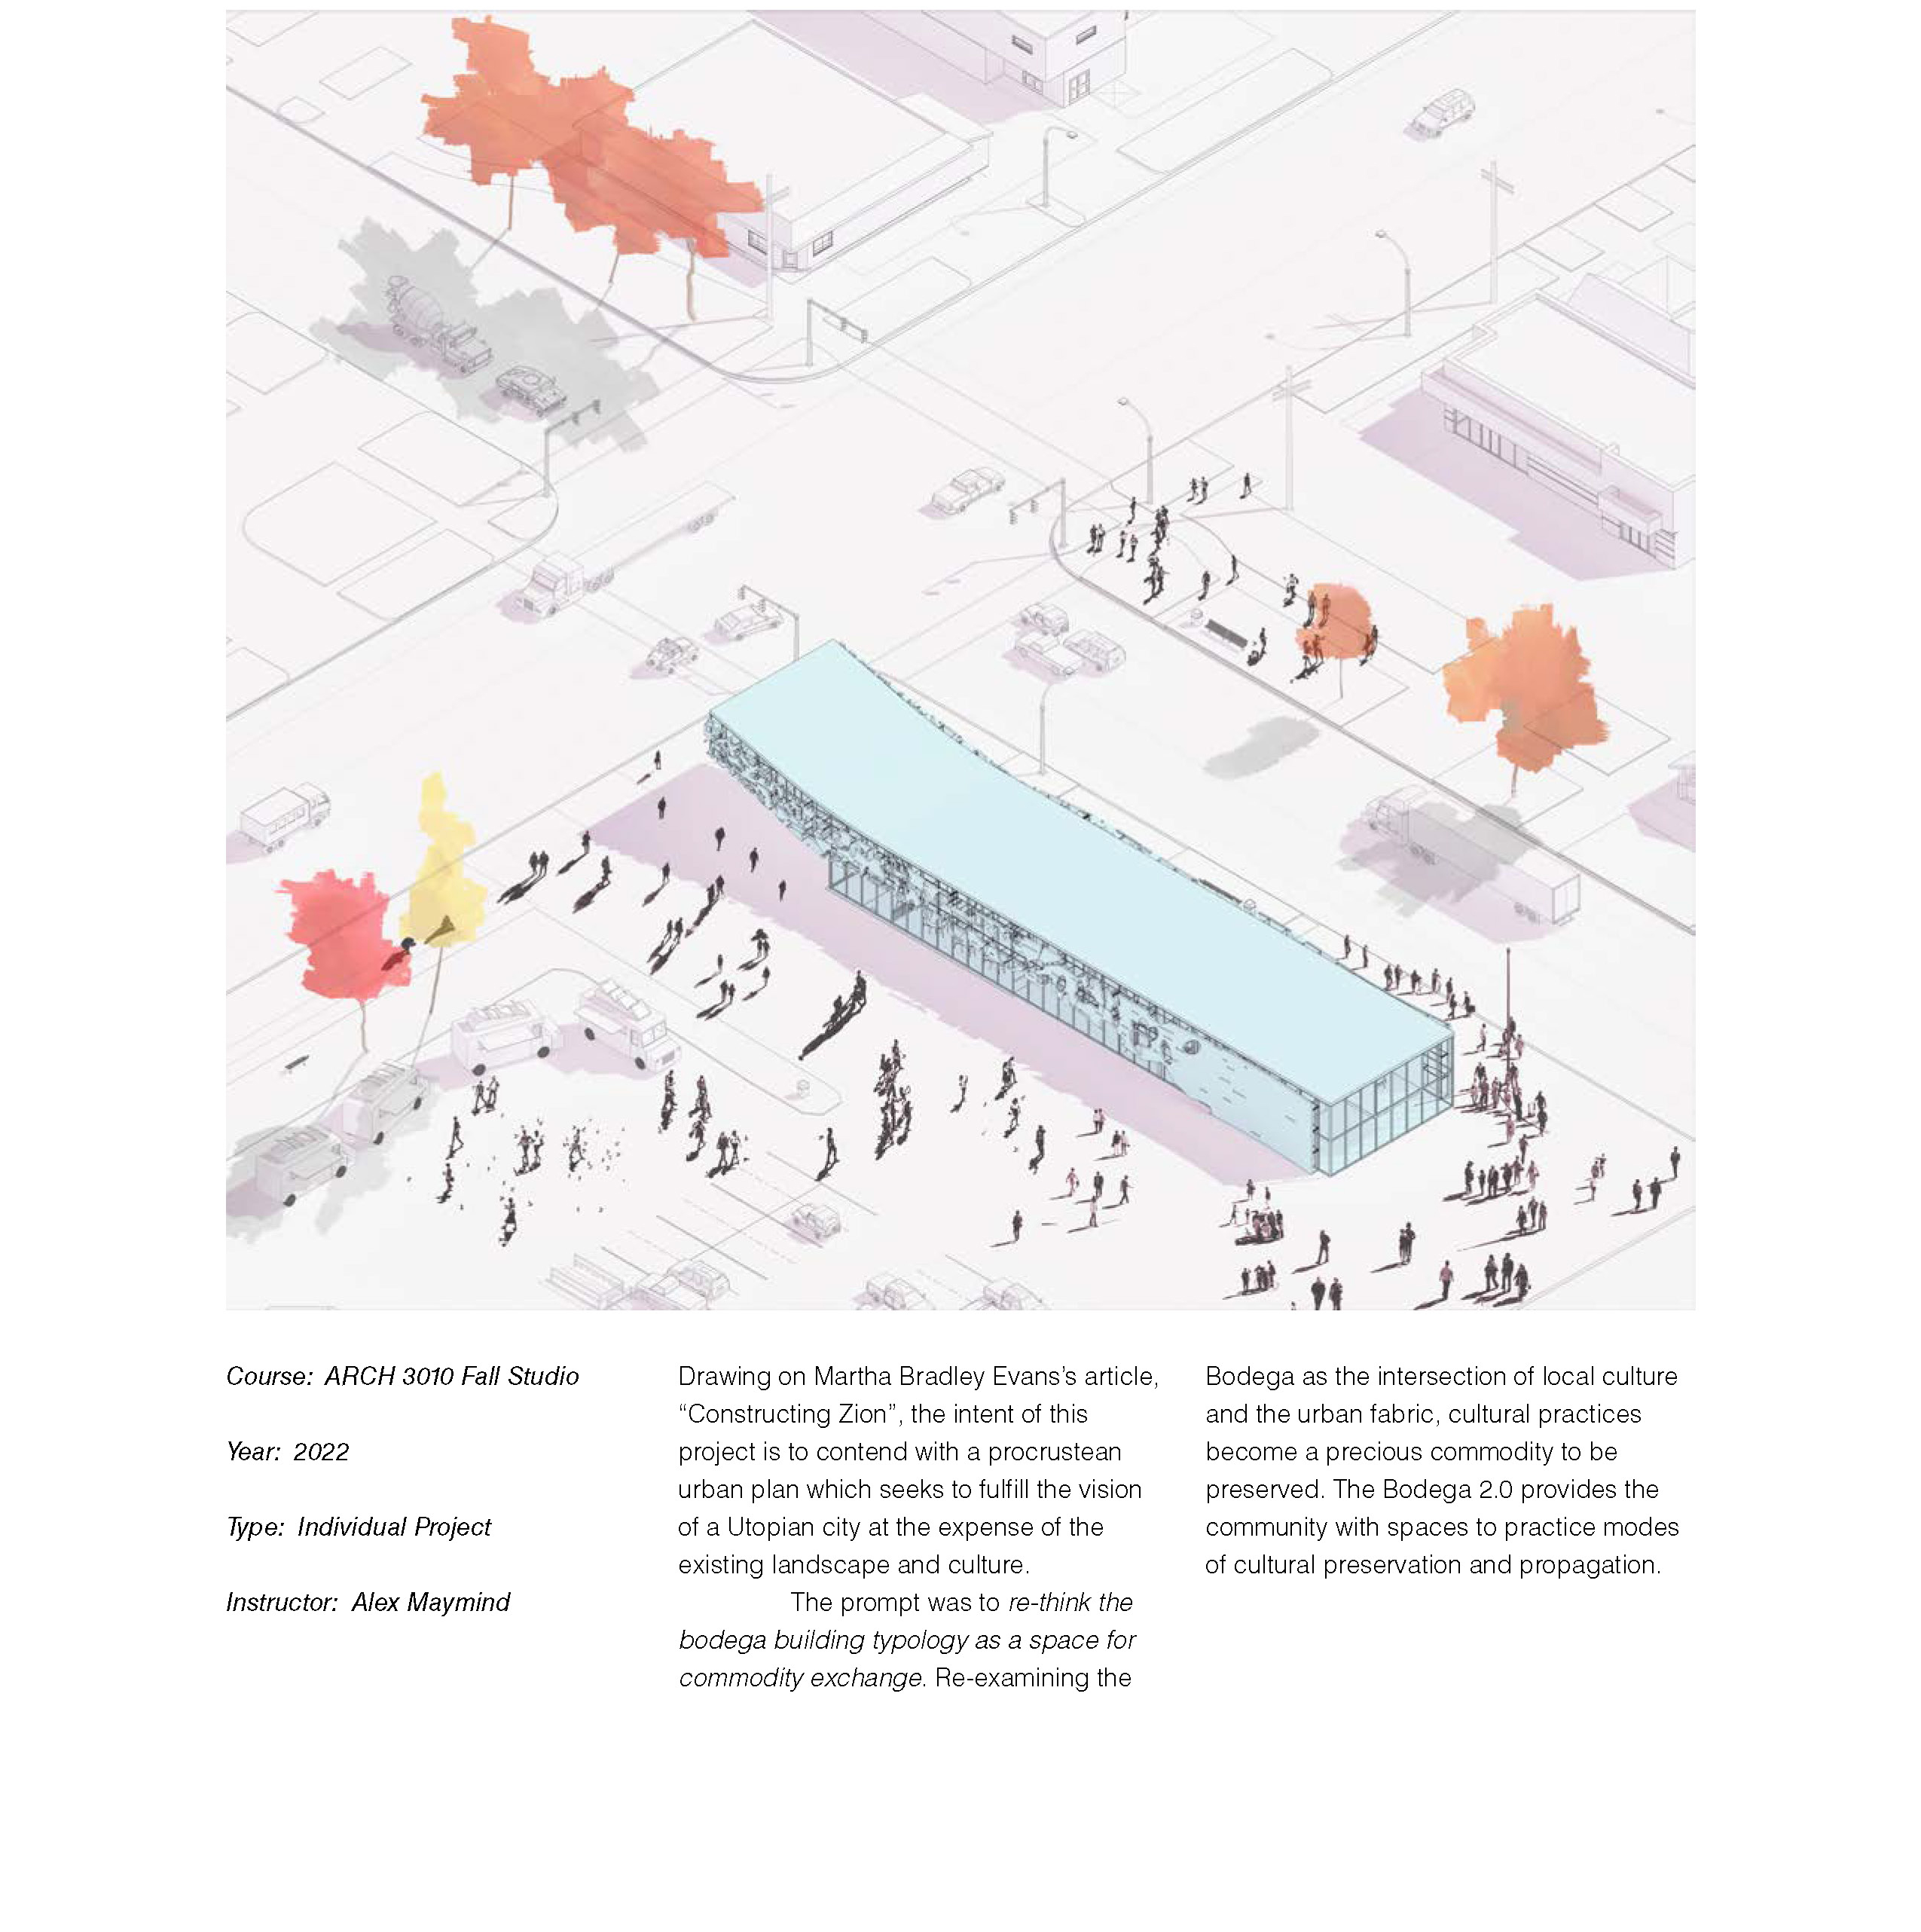 Course: ARCH 3010 Fall Studio
Year: 2022
Type: Individual Project
Instructor: Alex Maymind
Drawing on Martha Bradley Evans’s article,
“Constructing Zion”, the intent of this
project is to contend with a procrustean
urban plan which seeks to fulfill the vision
of a Utopian city at the expense of the
existing landscape and culture.
The prompt was to re-think the
bodega building typology as a space for
commodity exchange. Re-examining the
Bodega as the intersection of local culture
and the urban fabric, cultural practices
become a precious commodity to be
preserved. The Bodega 2.0 provides the
community with spaces to practice modes
of cultural preservation and propagation.